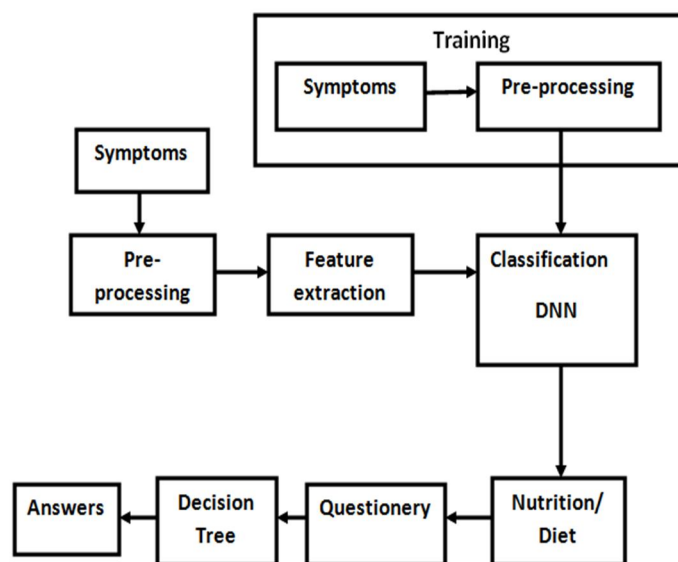 Training
Symptoms
Pre-processing
Symptoms
Pre-
processing
Feature
extraction
Classification
DNN
Answers
Decision
Tree
Questionery
Nutrition/
Diet